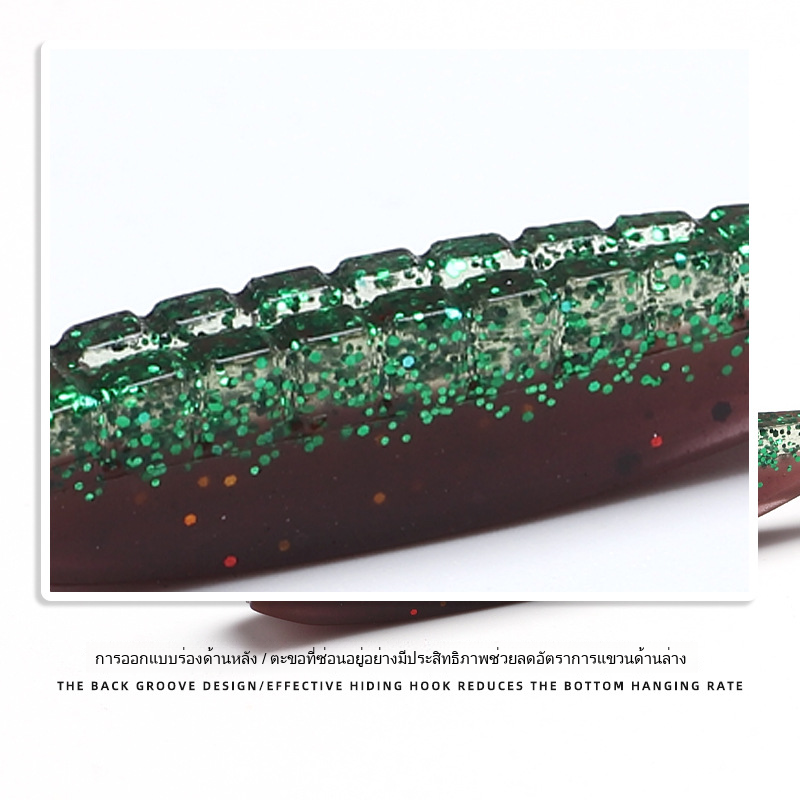 การออกแบบร่องด้านหลัง / ตะขอที่ซ่อนอยู่อย่างมีประสิทธิภาพช่วยลดอัตราการแขวนด้านล่าง
THE BACK GROOVE DESIGN/EFFECTIVE HIDING HOOK REDUCES THE BOTTOM HANGING RATE